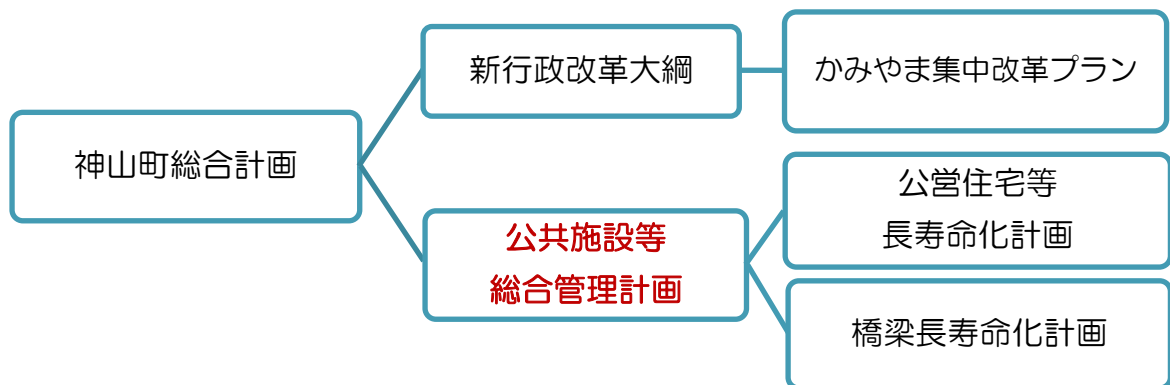 神山町総合計画
新行政改革大綱
かみやま集中改革プラン
公共施設等
総合管理計画
公営住宅等
長寿命化計画
橋梁長寿命化計画